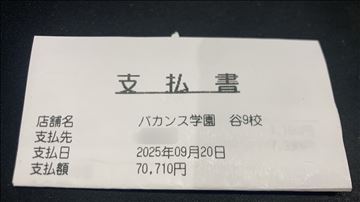 支払書
店舗名 バカンス学園 谷9校
支払先
支払日 2025年09月20日
支払額 70,710円